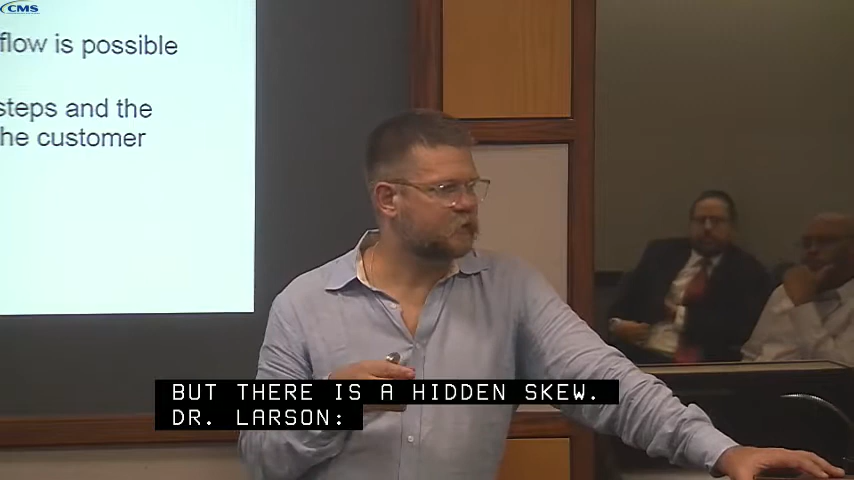 CMS
flow is possible
steps and the
he customer
BUT THERE IS A HIDDEN SKEW.
DR. LARSON: